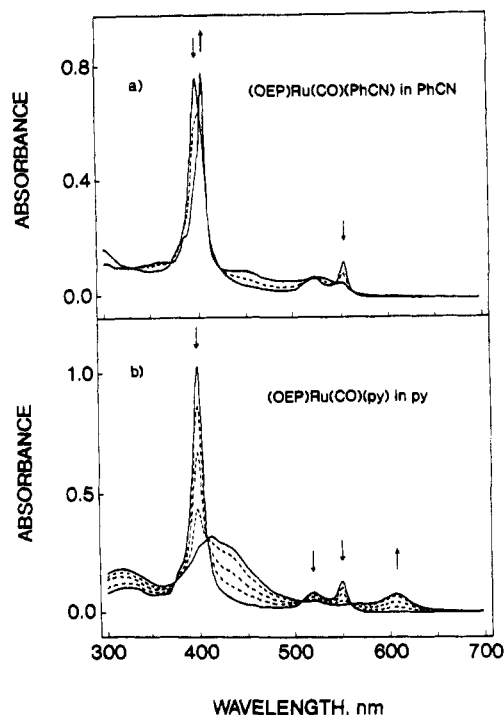 a)
(OEP)Ru(CO)(PhCN) in PhCN
ABSORBANCE
0.8
0.4
0.0
b)
(OEP)Ru(CO)(py) in py
ABSORBANCE
1.0
0.5
0.0
300 400 500 600 700
WAVELENGTH, nm